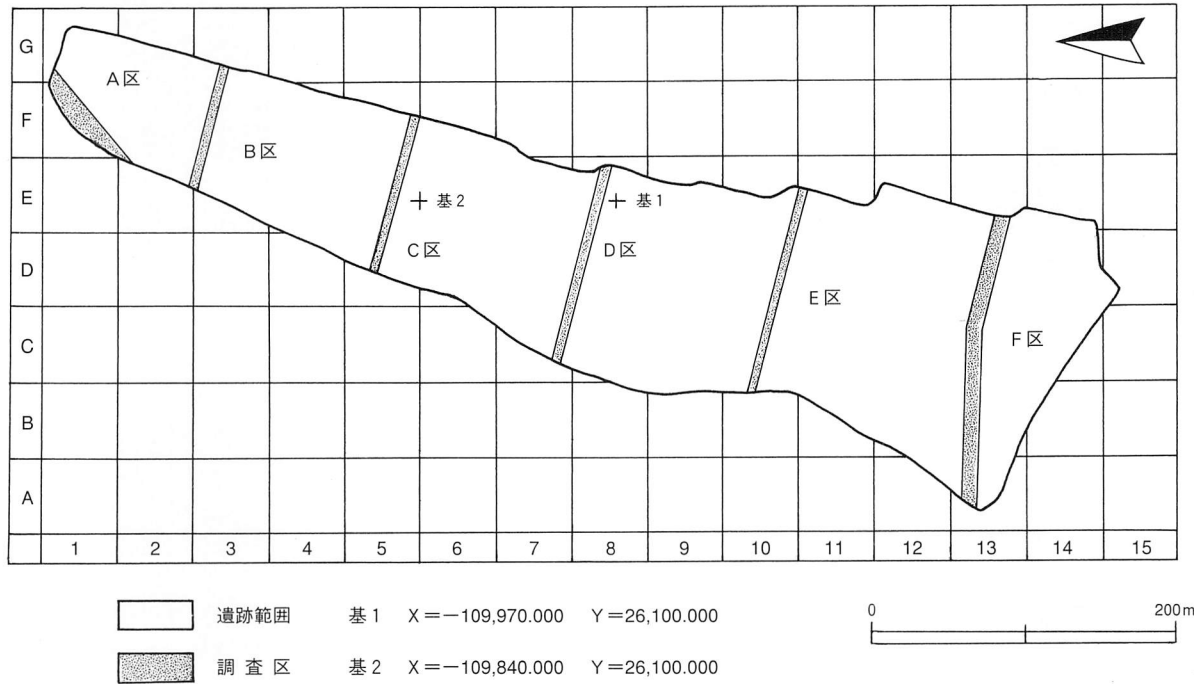 G
A区
F
B区
E
基2
基1
C区
D区
D
E区
C
F区
B
A
1 2 3 4 5 6 7 8 9 10 11 12 13 14 15
遺跡範囲 基1 X=-109,970.000 Y=26,100.000
調査区 基2 X=-109,840.000 Y=26,100.000
0 200m